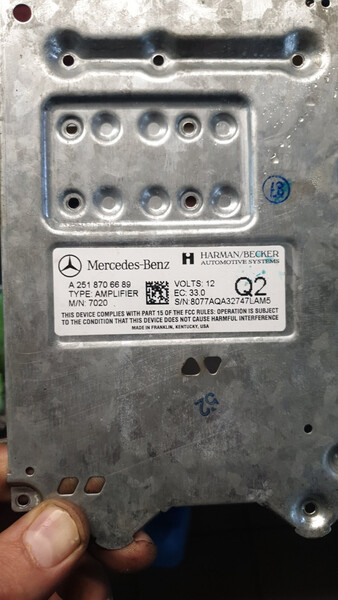 Mercedes-Benz
HARMAN/BECKER
AUTOMOTIVE SYSTEMS
A 251 870 66 89
TYPE: AMPLIFIER
M/N: 7020
VOLTS: 12
EC: 33.0
S/N: 8077AQA32747LAM5
Q2
THIS DEVICE COMPLIES WITH PART 15 OF THE FCC RULES: OPERATION IS SUBJECT
TO THE CONDITION THAT THIS DEVICE DOES NOT CAUSE HARMFUL INTERFERENCE
MADE IN FRANKLIN, KENTUCKY, USA
52